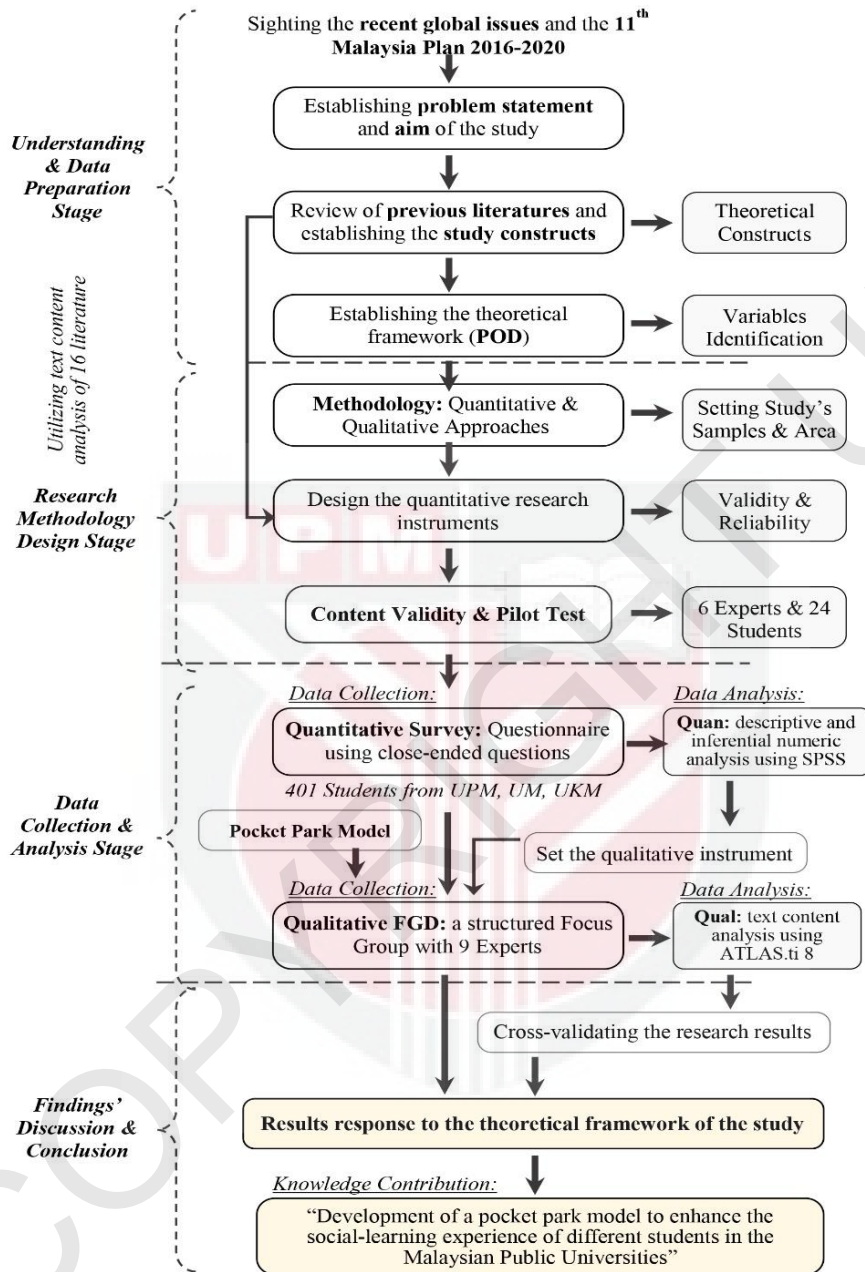 Sighting the recent global issues and the 11th
Malaysia Plan 2016-2020
Understanding
& Data
Preparation
Stage
Establishing problem statement
and aim of the study
Review of previous literatures and
establishing the study constructs
Theoretical
Constructs
Establishing the theoretical
framework (POD)
Variables
Identification
Utilizing text content
analysis of 16 literature
Research
Methodology
Design Stage
Methodology: Quantitative &
Qualitative Approaches
Setting Study's
Samples & Area
Design the quantitative research
instruments
Validity &
Reliability
Content Validity & Pilot Test
6 Experts & 24
Students
Data
Collection &
Analysis Stage
Data Collection:
Quantitative Survey: Questionnaire
using close-ended questions
401 Students from UPM, UM, UKM
Data Analysis:
Quan: descriptive and
inferential numeric
analysis using SPSS
Pocket Park Model
Set the qualitative instrument
Data Collection:
Qualitative FGD: a structured Focus
Group with 9 Experts
Data Analysis:
Qual: text content
analysis using
ATLAS.ti 8
Findings'
Discussion &
Conclusion
Cross-validating the research results
Results response to the theoretical framework of the study
Knowledge Contribution:
“Development of a pocket park model to enhance the
social-learning experience of different students in the
Malaysian Public Universities”
UPM
COPYRIGHT U